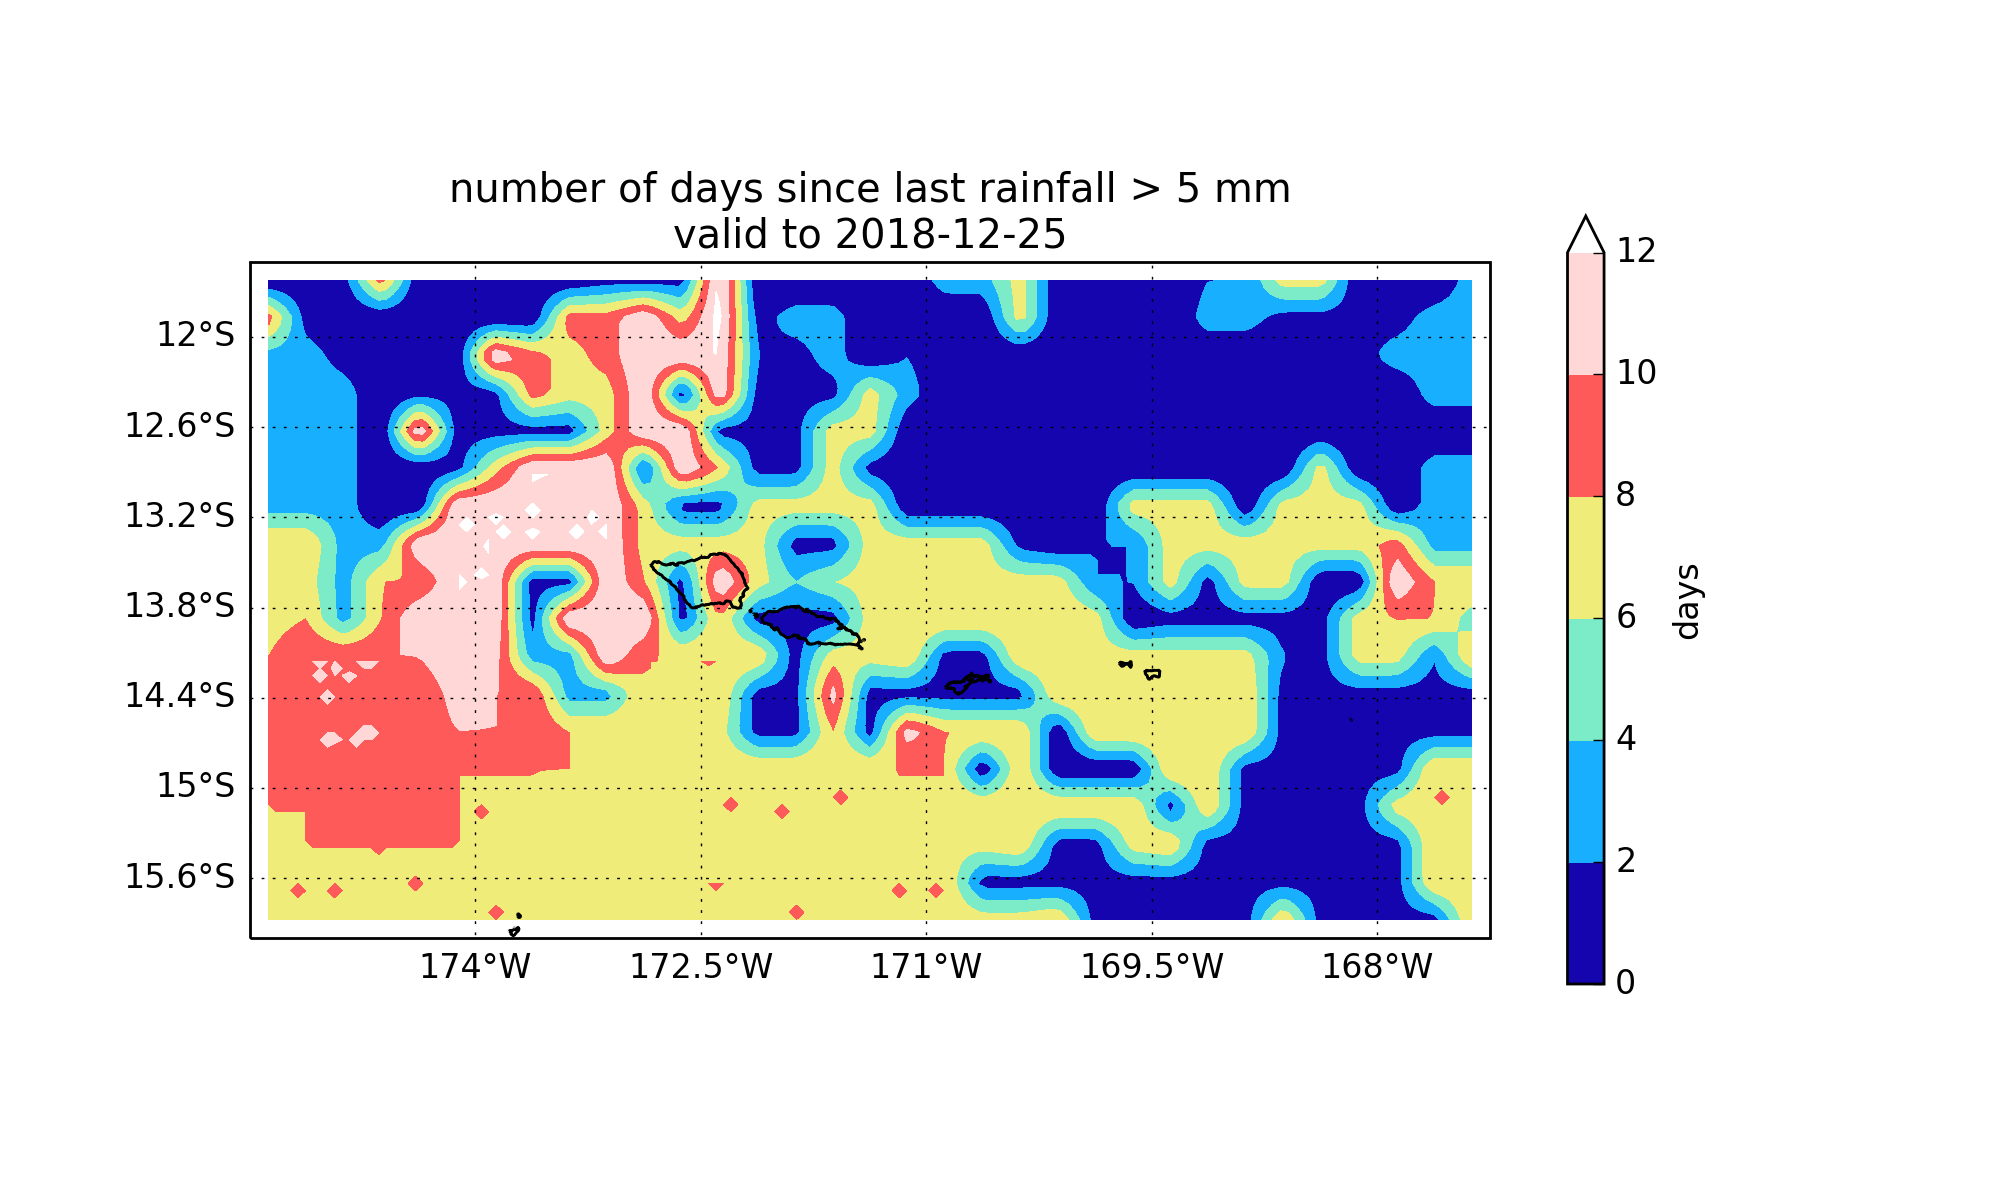 number of days since last rainfall > 5 mm
valid to 2018-12-25
12°S
12.6°S
13.2°S
13.8°S
14.4°S
15°S
15.6°S
174°W
172.5°W
171°W
169.5°W
168°W
12
10
8
6
4
2
0
days